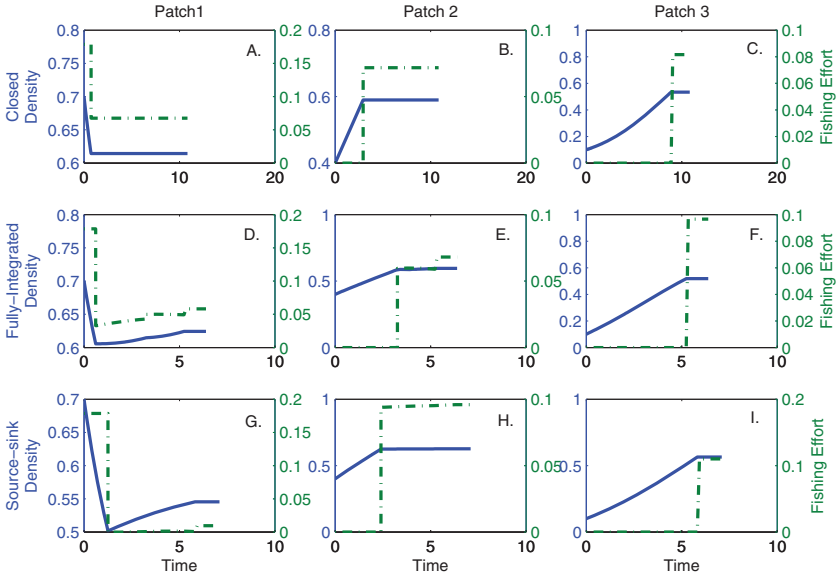 Patch1 Patch 2 Patch 3
Closed Density
0.8 0.75 0.7 0.65 0.6
A.
0.2 0.15 0.1 0.05 0
0 10 20
0.8 0.6 0.4
B.
0.1 0.05 0
0 10 20
1 0.8 0.6 0.4 0.2 0
C.
0.1 0.08 0.06 0.04 0.02 0
0 10 20
Fishing Effort
Fully−Integrated Density
0.8 0.75 0.7 0.65 0.6
D.
0.2 0.15 0.1 0.05 0
0 5 10
1 0.5 0
E.
0.1 0.05 0
0 5 10
1 0.8 0.6 0.4 0.2 0
F.
0.1 0.08 0.06 0.04 0.02 0
0 5 10
Fishing Effort
Source−sink Density
0.7 0.65 0.6 0.55 0.5
G.
0.2 0.15 0.1 0.05 0
0 5 10
Time
1 0.5 0
H.
0.1 0.05 0
0 5 10
Time
1 0.5 0
I.
0.2 0.1 0
0 5 10
Time
Fishing Effort